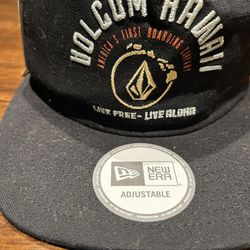 VOLCOM HAWAII
AMERICA'S FIRST BOARDING COMPANY
LIVE FREE - LIVE ALOHA
NEW ERA
ADJUSTABLE